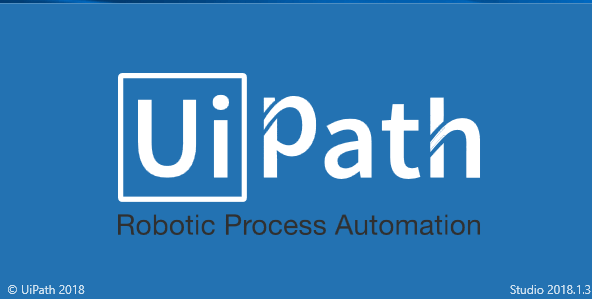 UiPath
Robotic Process Automation
© UiPath 2018
Studio 2018.1.3